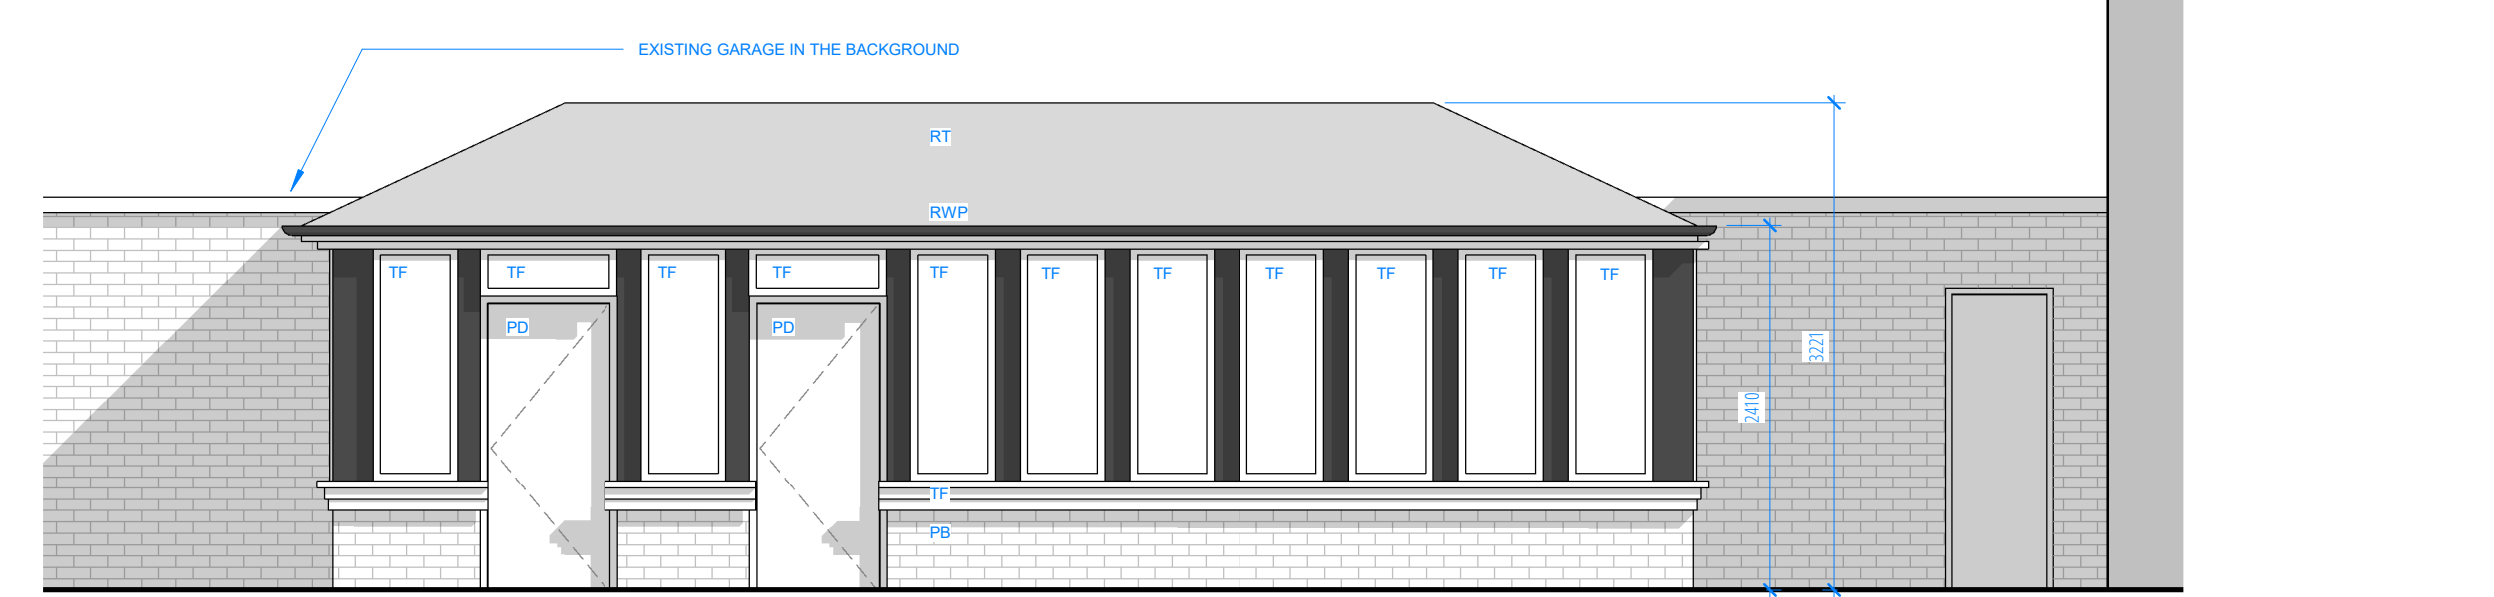 EXISTING GARAGE IN THE BACKGROUND
RT
RWP
TF
TF
TF
TF
TF
TF
TF
TF
TF
TF
TF
PD
PD
3221
2410
TF
PB